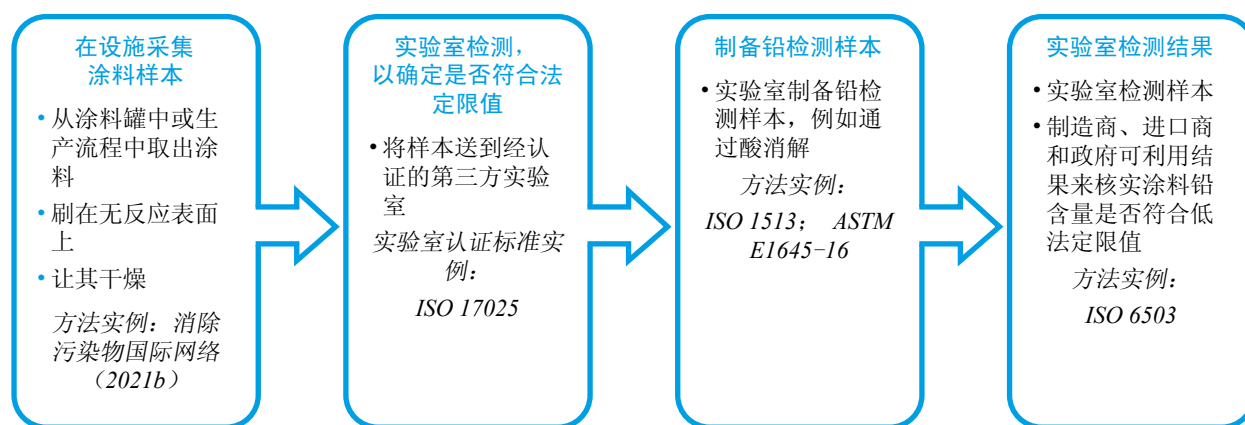 在设施采集
涂料样本
• 从涂料罐中或生
产流程中取出涂
料
• 刷在无反应表面
上
• 让其干燥
方法实例：消除
污染物国际网络
（2021b）
实验室检测，
以确定是否符合法
定限值
• 将样本送到经认
证的第三方实验
室
实验室认证标准实
例：
ISO 17025
制备铅检测样本
• 实验室制备铅检
测样本，例如通
过酸消解
方法实例：
ISO 1513； ASTM
E1645-16
实验室检测结果
• 实验室检测样本
• 制造商、进口商
和政府可利用结
果来核实涂料铅
含量是否符合低
法定限值
方法实例：
ISO 6503